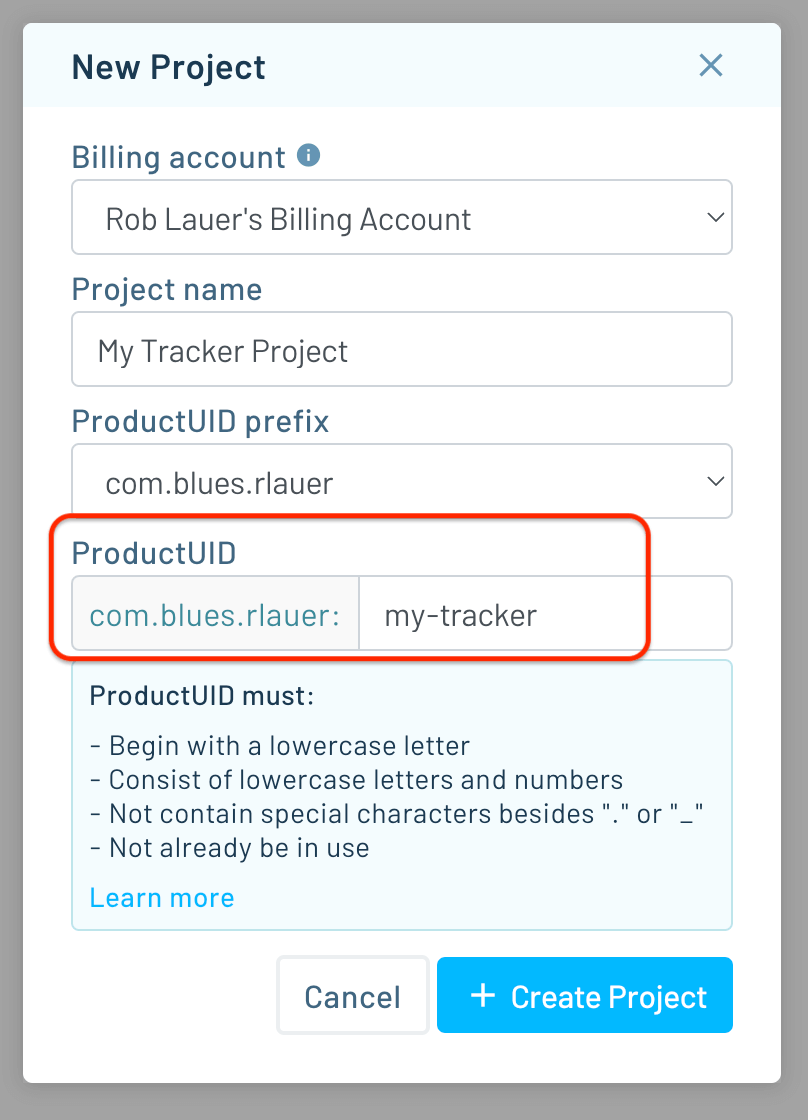 New Project
Billing account
Rob Lauer's Billing Account
Project name
My Tracker Project
ProductUID prefix
com.blues.rlauer
ProductUID
com.blues.rlauer: my-tracker
ProductUID must:
- Begin with a lowercase letter
- Consist of lowercase letters and numbers
- Not contain special characters besides "." or "_"
- Not already be in use
Learn more
Cancel + Create Project